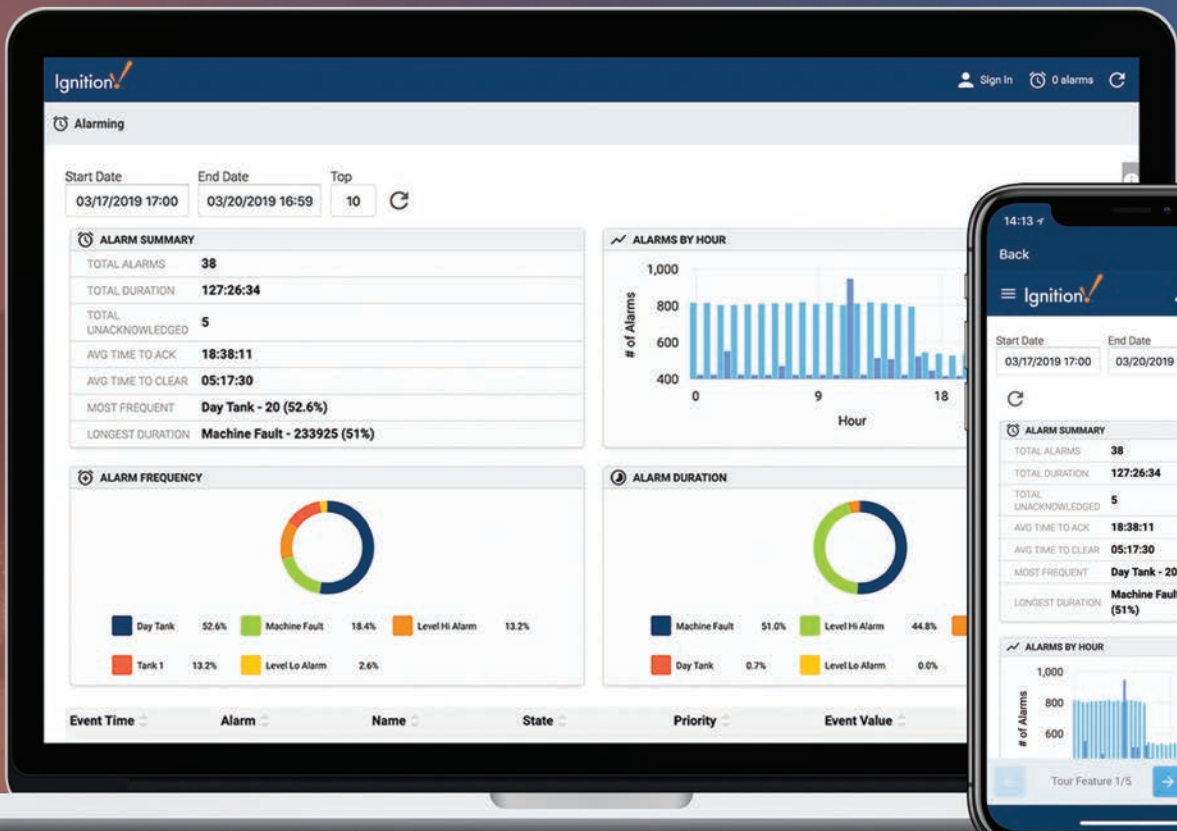 Ignition!
Sign In 0 alarms
Alarming
Start Date End Date Top
03/17/2019 17:00 03/20/2019 16:59 10
ALARM SUMMARY
TOTAL ALARMS 38
TOTAL DURATION 127:26:34
TOTAL
UNACKNOWLEDGED 5
AVG TIME TO ACK 18:38:11
AVG TIME TO CLEAR 05:17:30
MOST FREQUENT Day Tank - 20 (52.6%)
LONGEST DURATION Machine Fault - 233925 (51%)
ALARMS BY HOUR
# of Alarms
1,000
800
600
400
0 9 18
Hour
ALARM FREQUENCY
Day Tank 52.6% Machine Fault 18.4% Level Hi Alarm 13.2%
Tank 1 13.2% Level Lo Alarm 2.6%
ALARM DURATION
Machine Fault 51.0% Level Hi Alarm 44.8%
Day Tank 0.7% Level Lo Alarm 0.0%
Event Time Alarm Name State Priority Event Value
14:13
Back
Ignition!
Start Date End Date
03/17/2019 17:00 03/20/2019
ALARM SUMMARY
TOTAL ALARMS 38
TOTAL DURATION 127:26:34
TOTAL
UNACKNOWLEDGED 5
AVG TIME TO ACK 18:38:11
AVG TIME TO CLEAR 05:17:30
MOST FREQUENT Day Tank - 20
LONGEST DURATION Machine Fault
(51%)
ALARMS BY HOUR
# of Alarms
1,000
800
600
Tour Feature 1/5